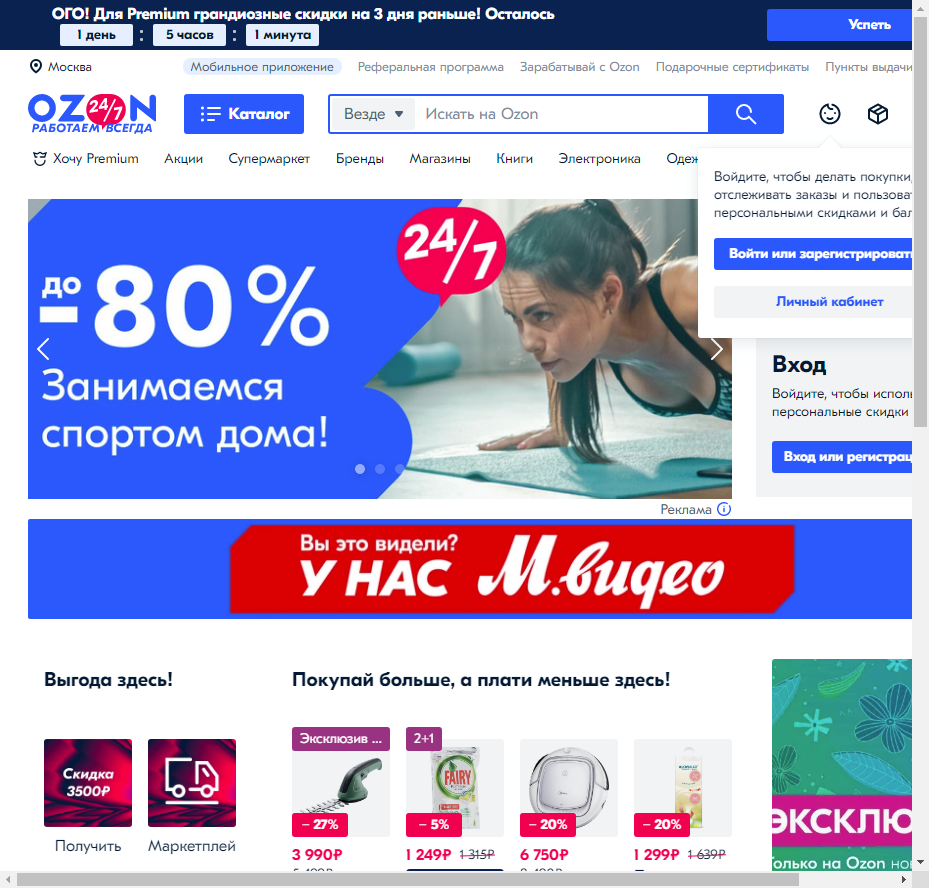 ОГО! Для Premium грандиозные скидки на 3 дня раньше! Осталось
1 день : 5 часов : 1 минута
Успеть
Москва
Мобильное приложение
Реферальная программа
Зарабатывай с Ozon
Подарочные сертификаты
Пункты выдачи
OZON 24/7
РАБОТАЕМ ВСЕГДА
Каталог
Везде
Искать на Ozon
Хочу Premium
Акции
Супермаркет
Бренды
Магазины
Книги
Электроника
Одеж
Войдите, чтобы делать покупки,
отслеживать заказы и пользоват
персональными скидками и бал
Войти или зарегистрироват
Личный кабинет
24/7
до
-80%
Занимаемся
спортом дома!
Вход
Войдите, чтобы исполь
персональные скидки
Вход или регистрац
Реклама
Вы это видели?
У НАС М.видео
Выгода здесь!
Покупай больше, а плати меньше здесь!
Скидка
3500₽
Получить
Маркетплей
Эксклюзив ...
2+1
FAIRY
− 27%
− 5%
− 20%
− 20%
3 990₽
1 249₽ 1 315₽
6 750₽
1 299₽ 1 639₽
ЭКСКЛЮ
Только на Ozon нов